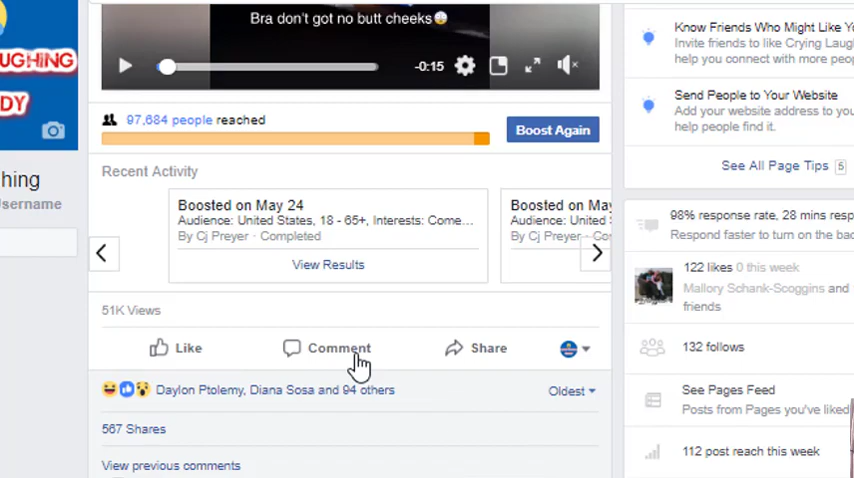 Bra don't got no butt cheeks
UGHING
DY
hing
Username
-0:15
97,684 people reached
Boost Again
Recent Activity
Boosted on May 24
Audience: United States, 18 - 65+, Interests: Come...
By Cj Preyer · Completed
View Results
Boosted on May
Audience: United
By Cj Preyer · Con
51K Views
Like
Comment
Share
Daylon Ptolemy, Diana Sosa and 94 others
Oldest
567 Shares
View previous comments
Know Friends Who Might Like Yo
Invite friends to like Crying Laugh
help you connect with more peop
Send People to Your Website
Add your website address to you
help people find it.
See All Page Tips 5
98% response rate, 28 mins resp
Respond faster to turn on the bad
122 likes 0 this week
Mallory Schank-Scoggins and
friends
132 follows
See Pages Feed
Posts from Pages you've liked
112 post reach this week